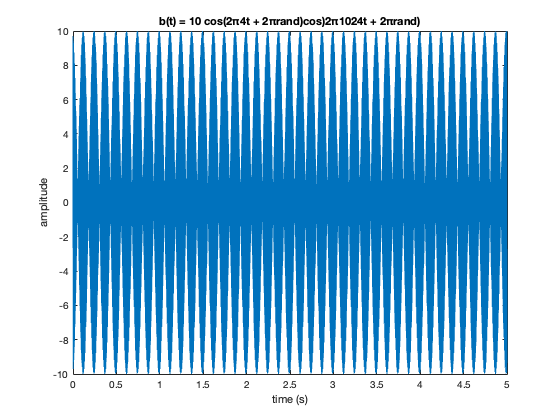 b(t) = 10 cos(2π4t + 2πrand)cos)2π1024t + 2πrand)
10
8
6
4
2
0
-2
-4
-6
-8
-10
amplitude
0 0.5 1 1.5 2 2.5 3 3.5 4 4.5 5
time (s)